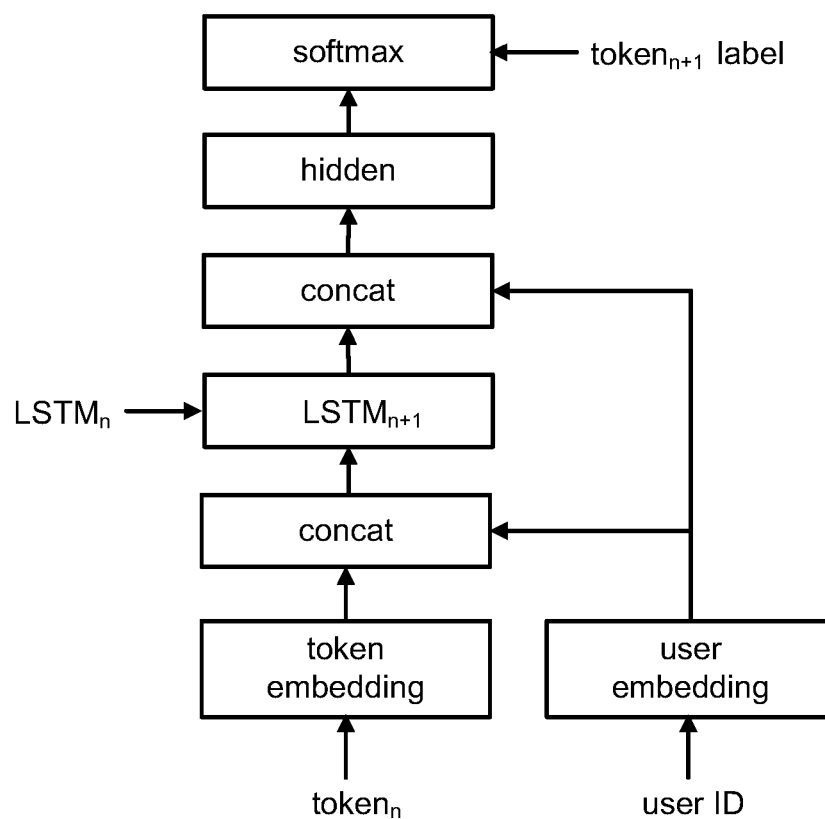 softmax
token_{n+1} label
hidden
concat
LSTM_n
LSTM_{n+1}
concat
token
embedding
user
embedding
token_n
user ID